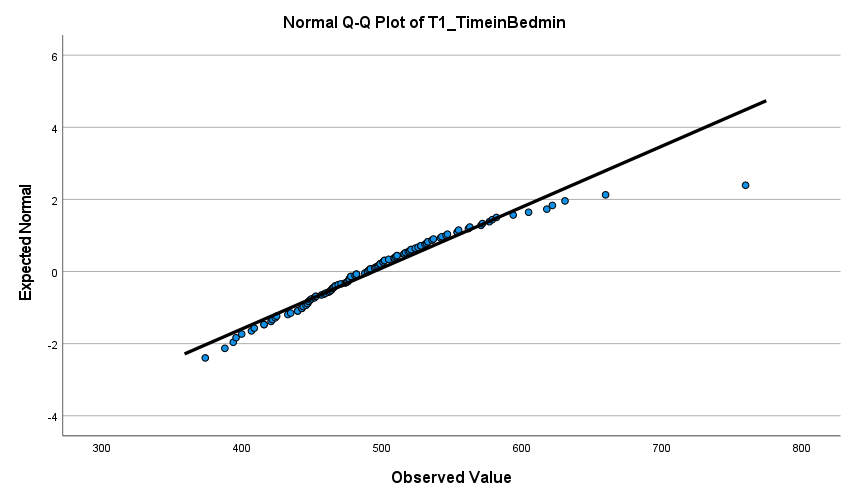 Normal Q-Q Plot of T1_TimeinBedmin
6
4
2
0
-2
-4
Expected Normal
300 400 500 600 700 800
Observed Value